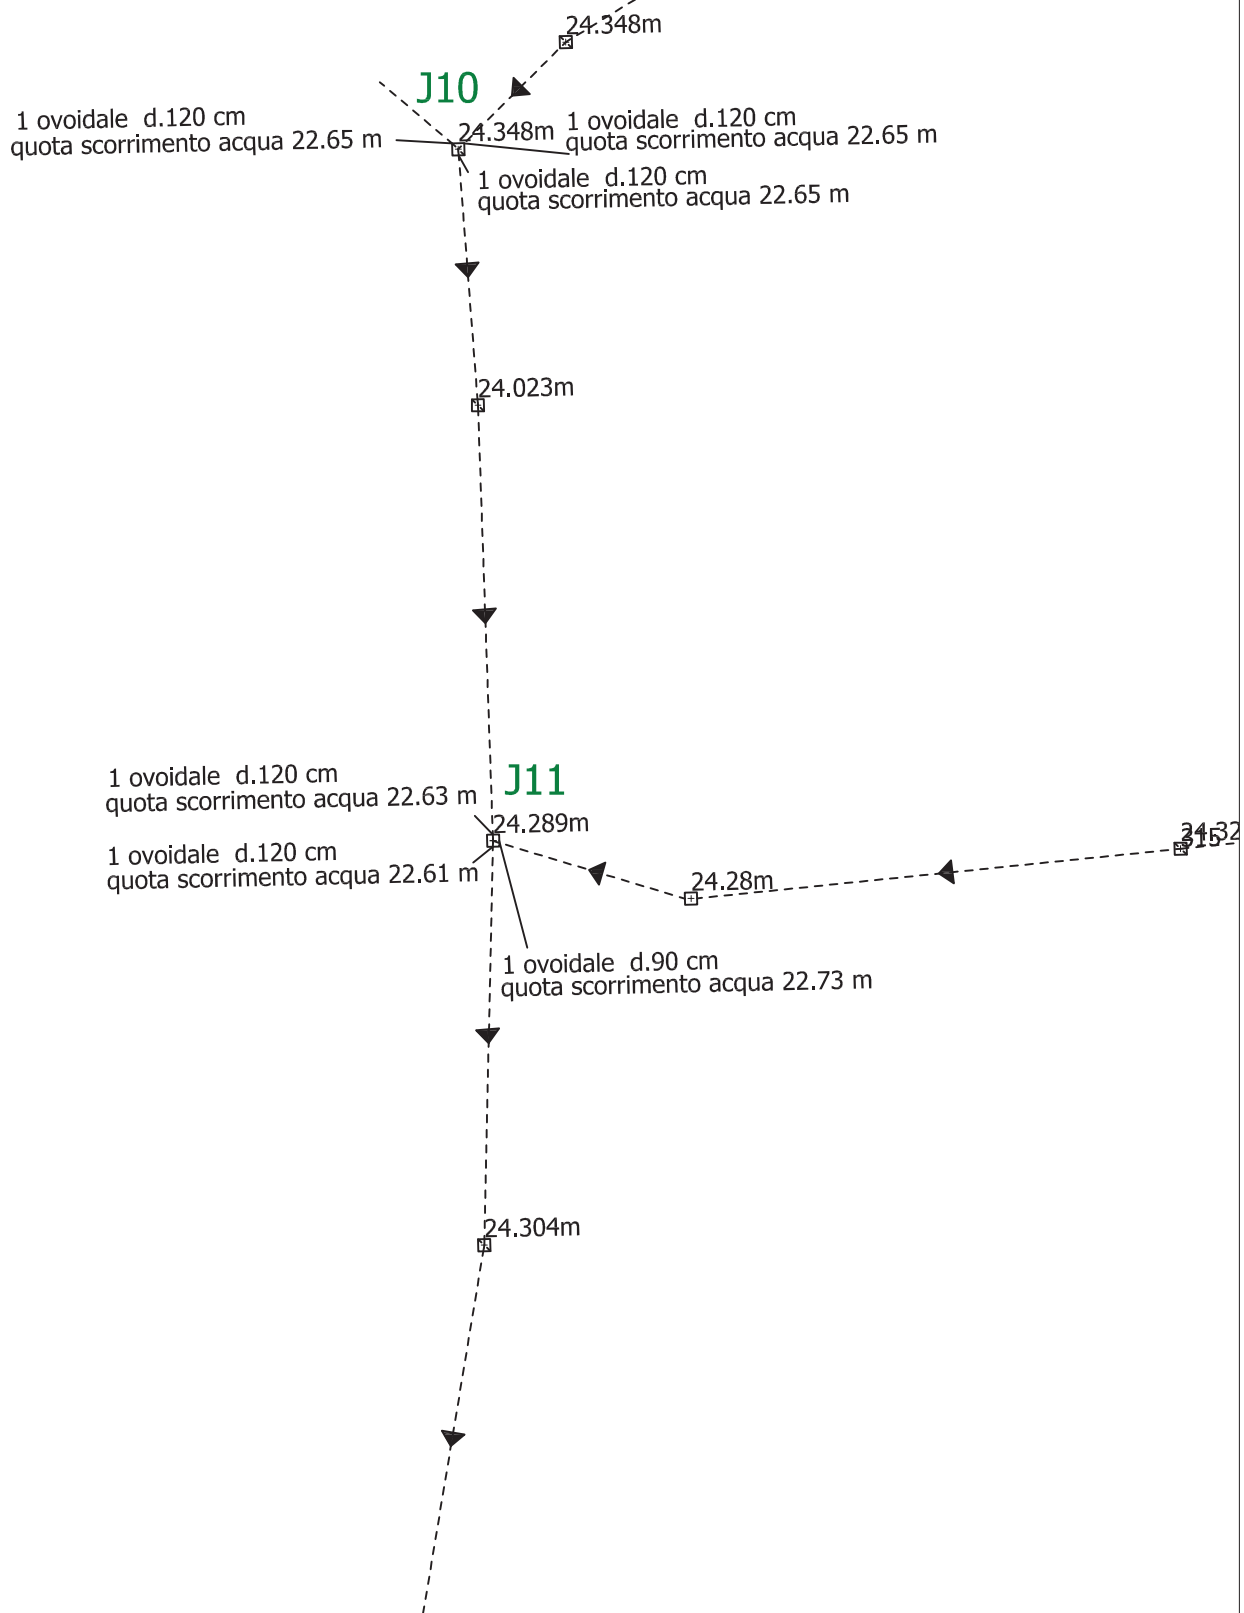 24.348m
J10
1 ovoidale d.120 cm
quota scorrimento acqua 22.65 m
24.348m
1 ovoidale d.120 cm
quota scorrimento acqua 22.65 m
1 ovoidale d.120 cm
quota scorrimento acqua 22.65 m
24.023m
1 ovoidale d.120 cm
quota scorrimento acqua 22.63 m
J11
24.289m
1 ovoidale d.120 cm
quota scorrimento acqua 22.61 m
24.28m
24.32
315
1 ovoidale d.90 cm
quota scorrimento acqua 22.73 m
24.304m